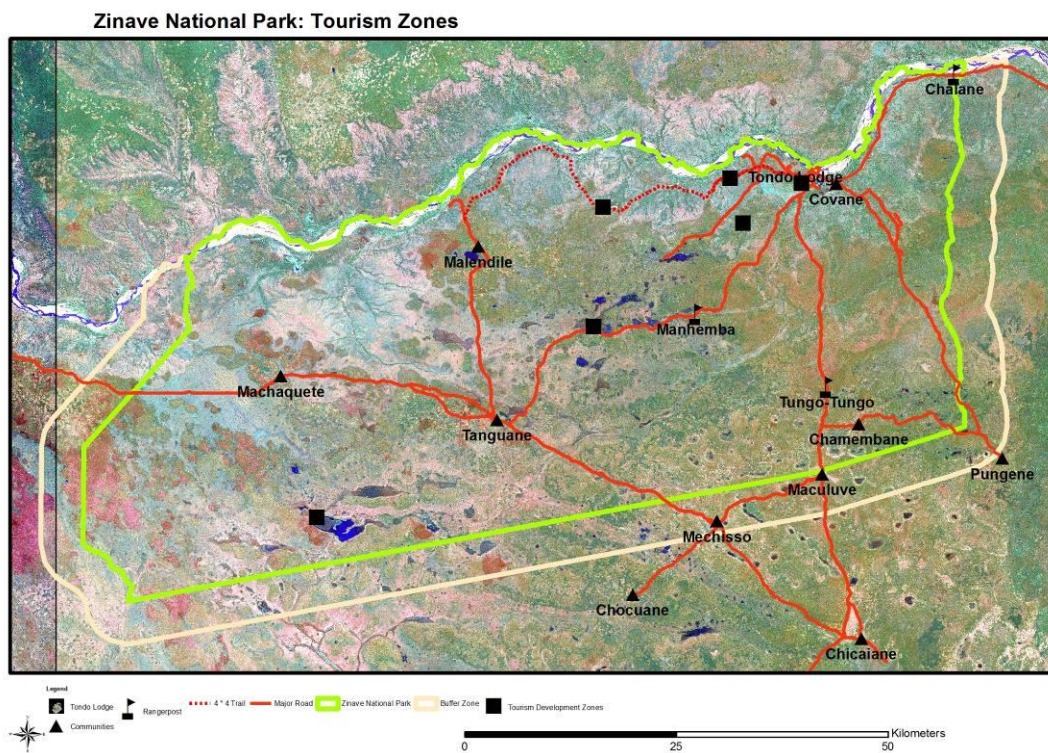 Zinave National Park: Tourism Zones
Chalane
Tondo Lodge
Covane
Malendile
Manhemba
Machaquete
Tungo-Tungo
Tanguane
Chamembane
Pungene
Maculuve
Mechisso
Chocuane
Chicaiane
Legend
Tondo Lodge
Rangerpost
4 * 4 Trail
Major Road
Zinave National Park
Buffer Zone
Tourism Development Zones
Communities
Kilometers
0 25 50